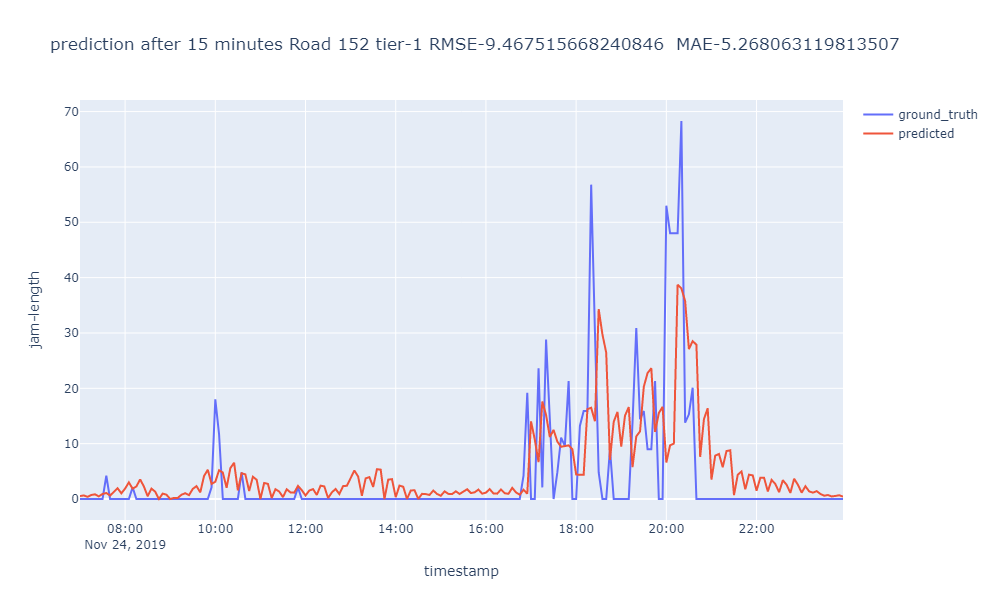 prediction after 15 minutes Road 152 tier-1 RMSE-9.467515668240846  MAE-5.268063119813507
ground_truth
predicted
jam-length
70
60
50
40
30
20
10
0
08:00 10:00 12:00 14:00 16:00 18:00 20:00 22:00
Nov 24, 2019
timestamp